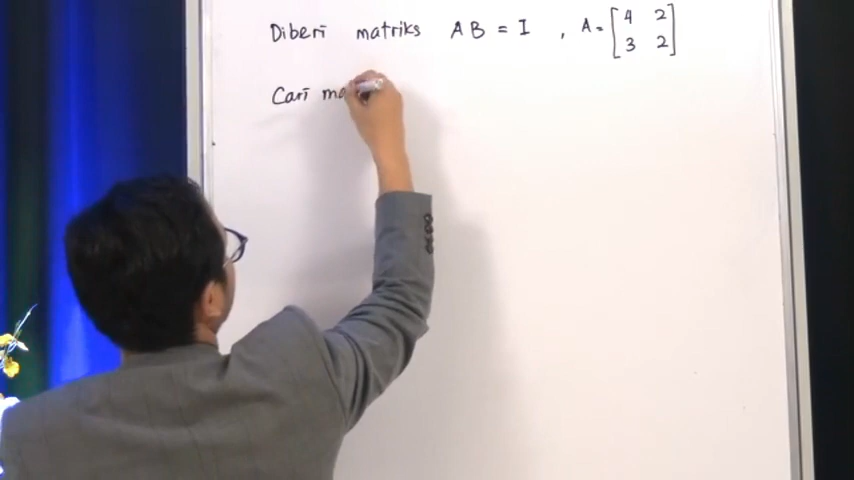 Diberi matriks AB = I , A = [4 2
3 2]
Cari ma